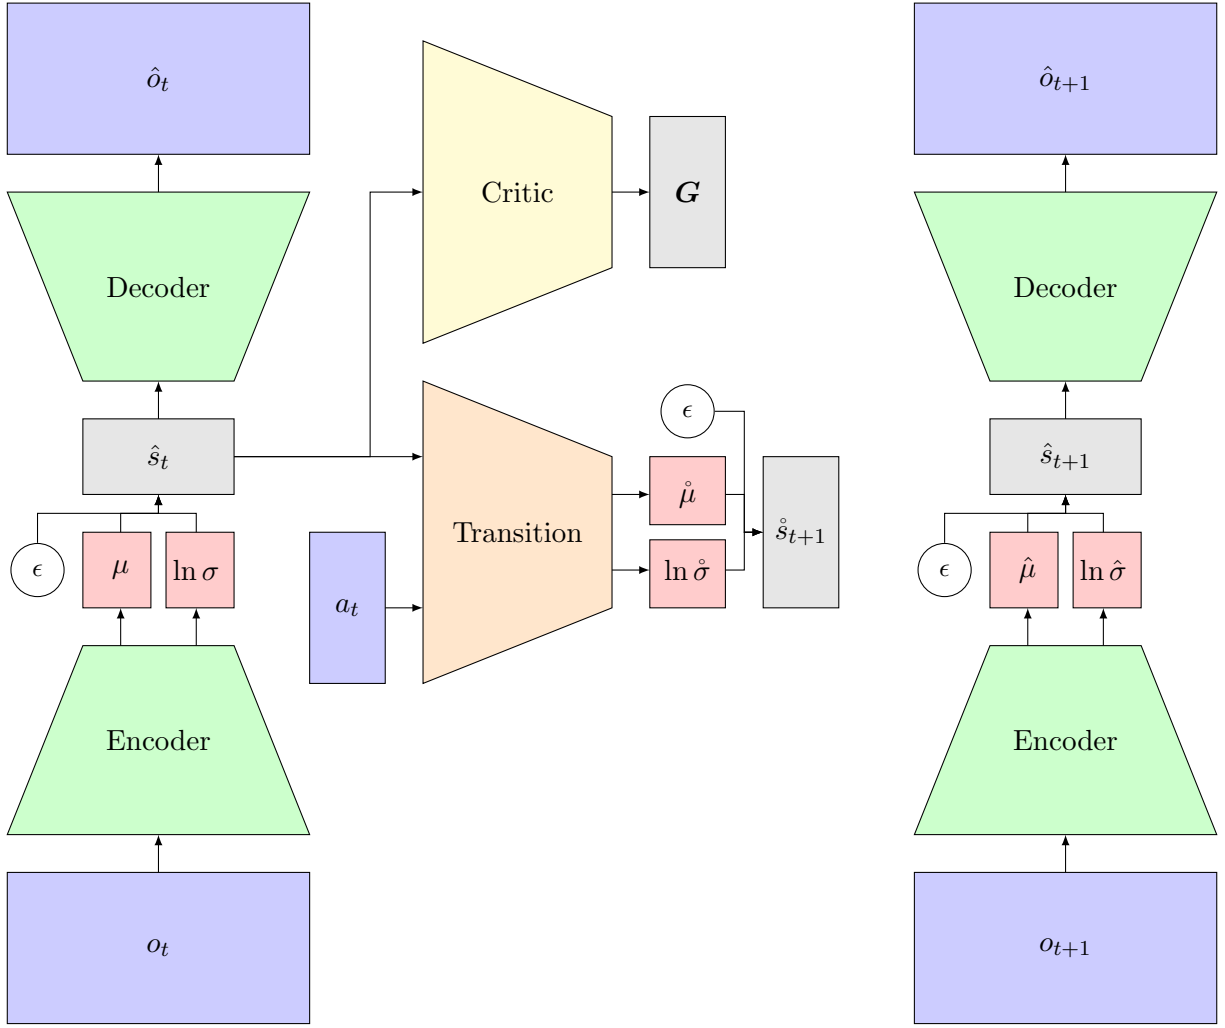 ô_t
Decoder
ŝ_t
ϵ
μ
ln σ
Encoder
o_t
Critic
G
Transition
a_t
ϵ
μ̊
ln σ̊
s̊_{t+1}
ô_{t+1}
Decoder
ŝ_{t+1}
ϵ
μ̂
ln σ̂
Encoder
o_{t+1}